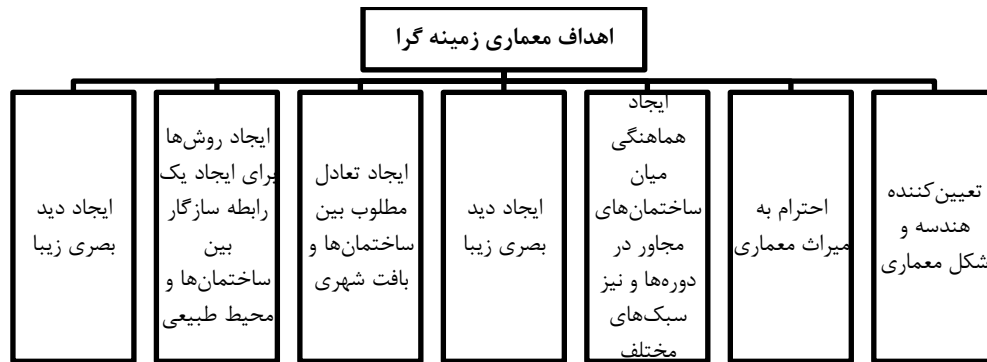 اهداف معماری زمینه گرا
تعیین‌کننده
هندسه و
شکل معماری
احترام به
میراث معماری
ایجاد
هماهنگی
میان
ساختمان‌های
مجاور در
دوره‌ها و نیز
سبک‌های
مختلف
ایجاد دید
بصری زیبا
ایجاد تعادل
مطلوب بین
ساختمان‌ها و
بافت شهری
ایجاد روش‌ها
برای ایجاد یک
رابطه سازگار
بین
ساختمان‌ها و
محیط طبیعی
ایجاد دید
بصری زیبا